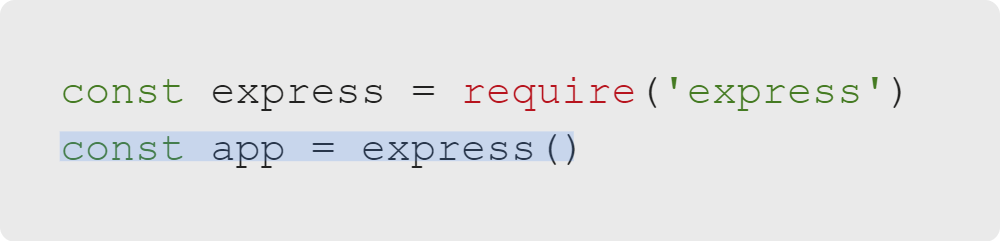 const express = require('express')
const app = express()